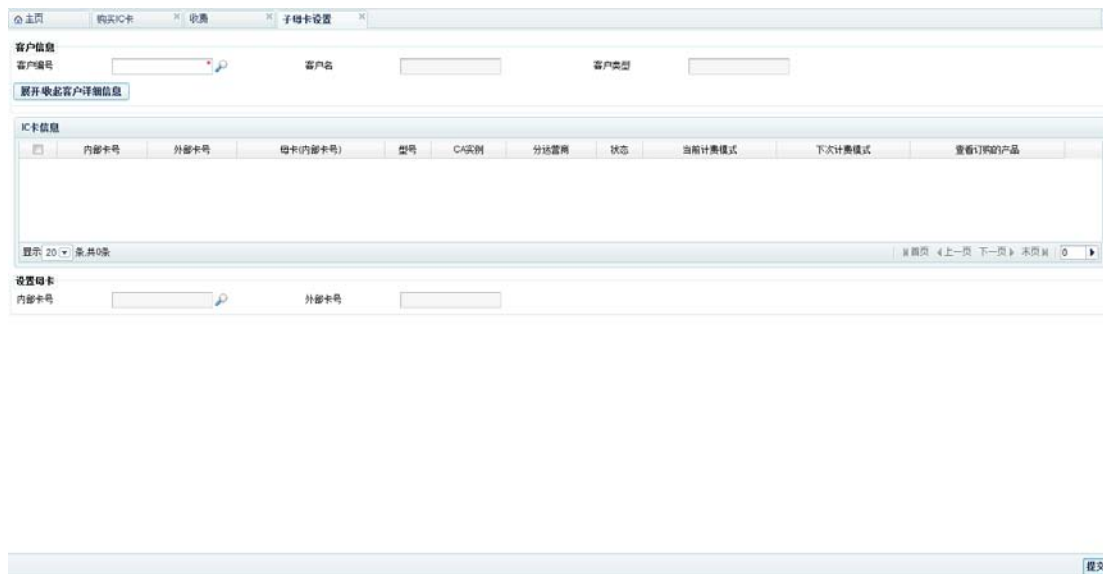 主页 购买IC卡 收费 子母卡设置
客户信息
客户编号 * 客户名 客户类型
展开/收起客户详细信息
IC卡信息
内部卡号 外部卡号 母卡(内部卡号) 型号 CA实例 分运营商 状态 当前计费模式 下次计费模式 查看订购的产品
显示 20 条,共0条 首页 上一页 下一页 末页 0
设置母卡
内部卡号 外部卡号
提交